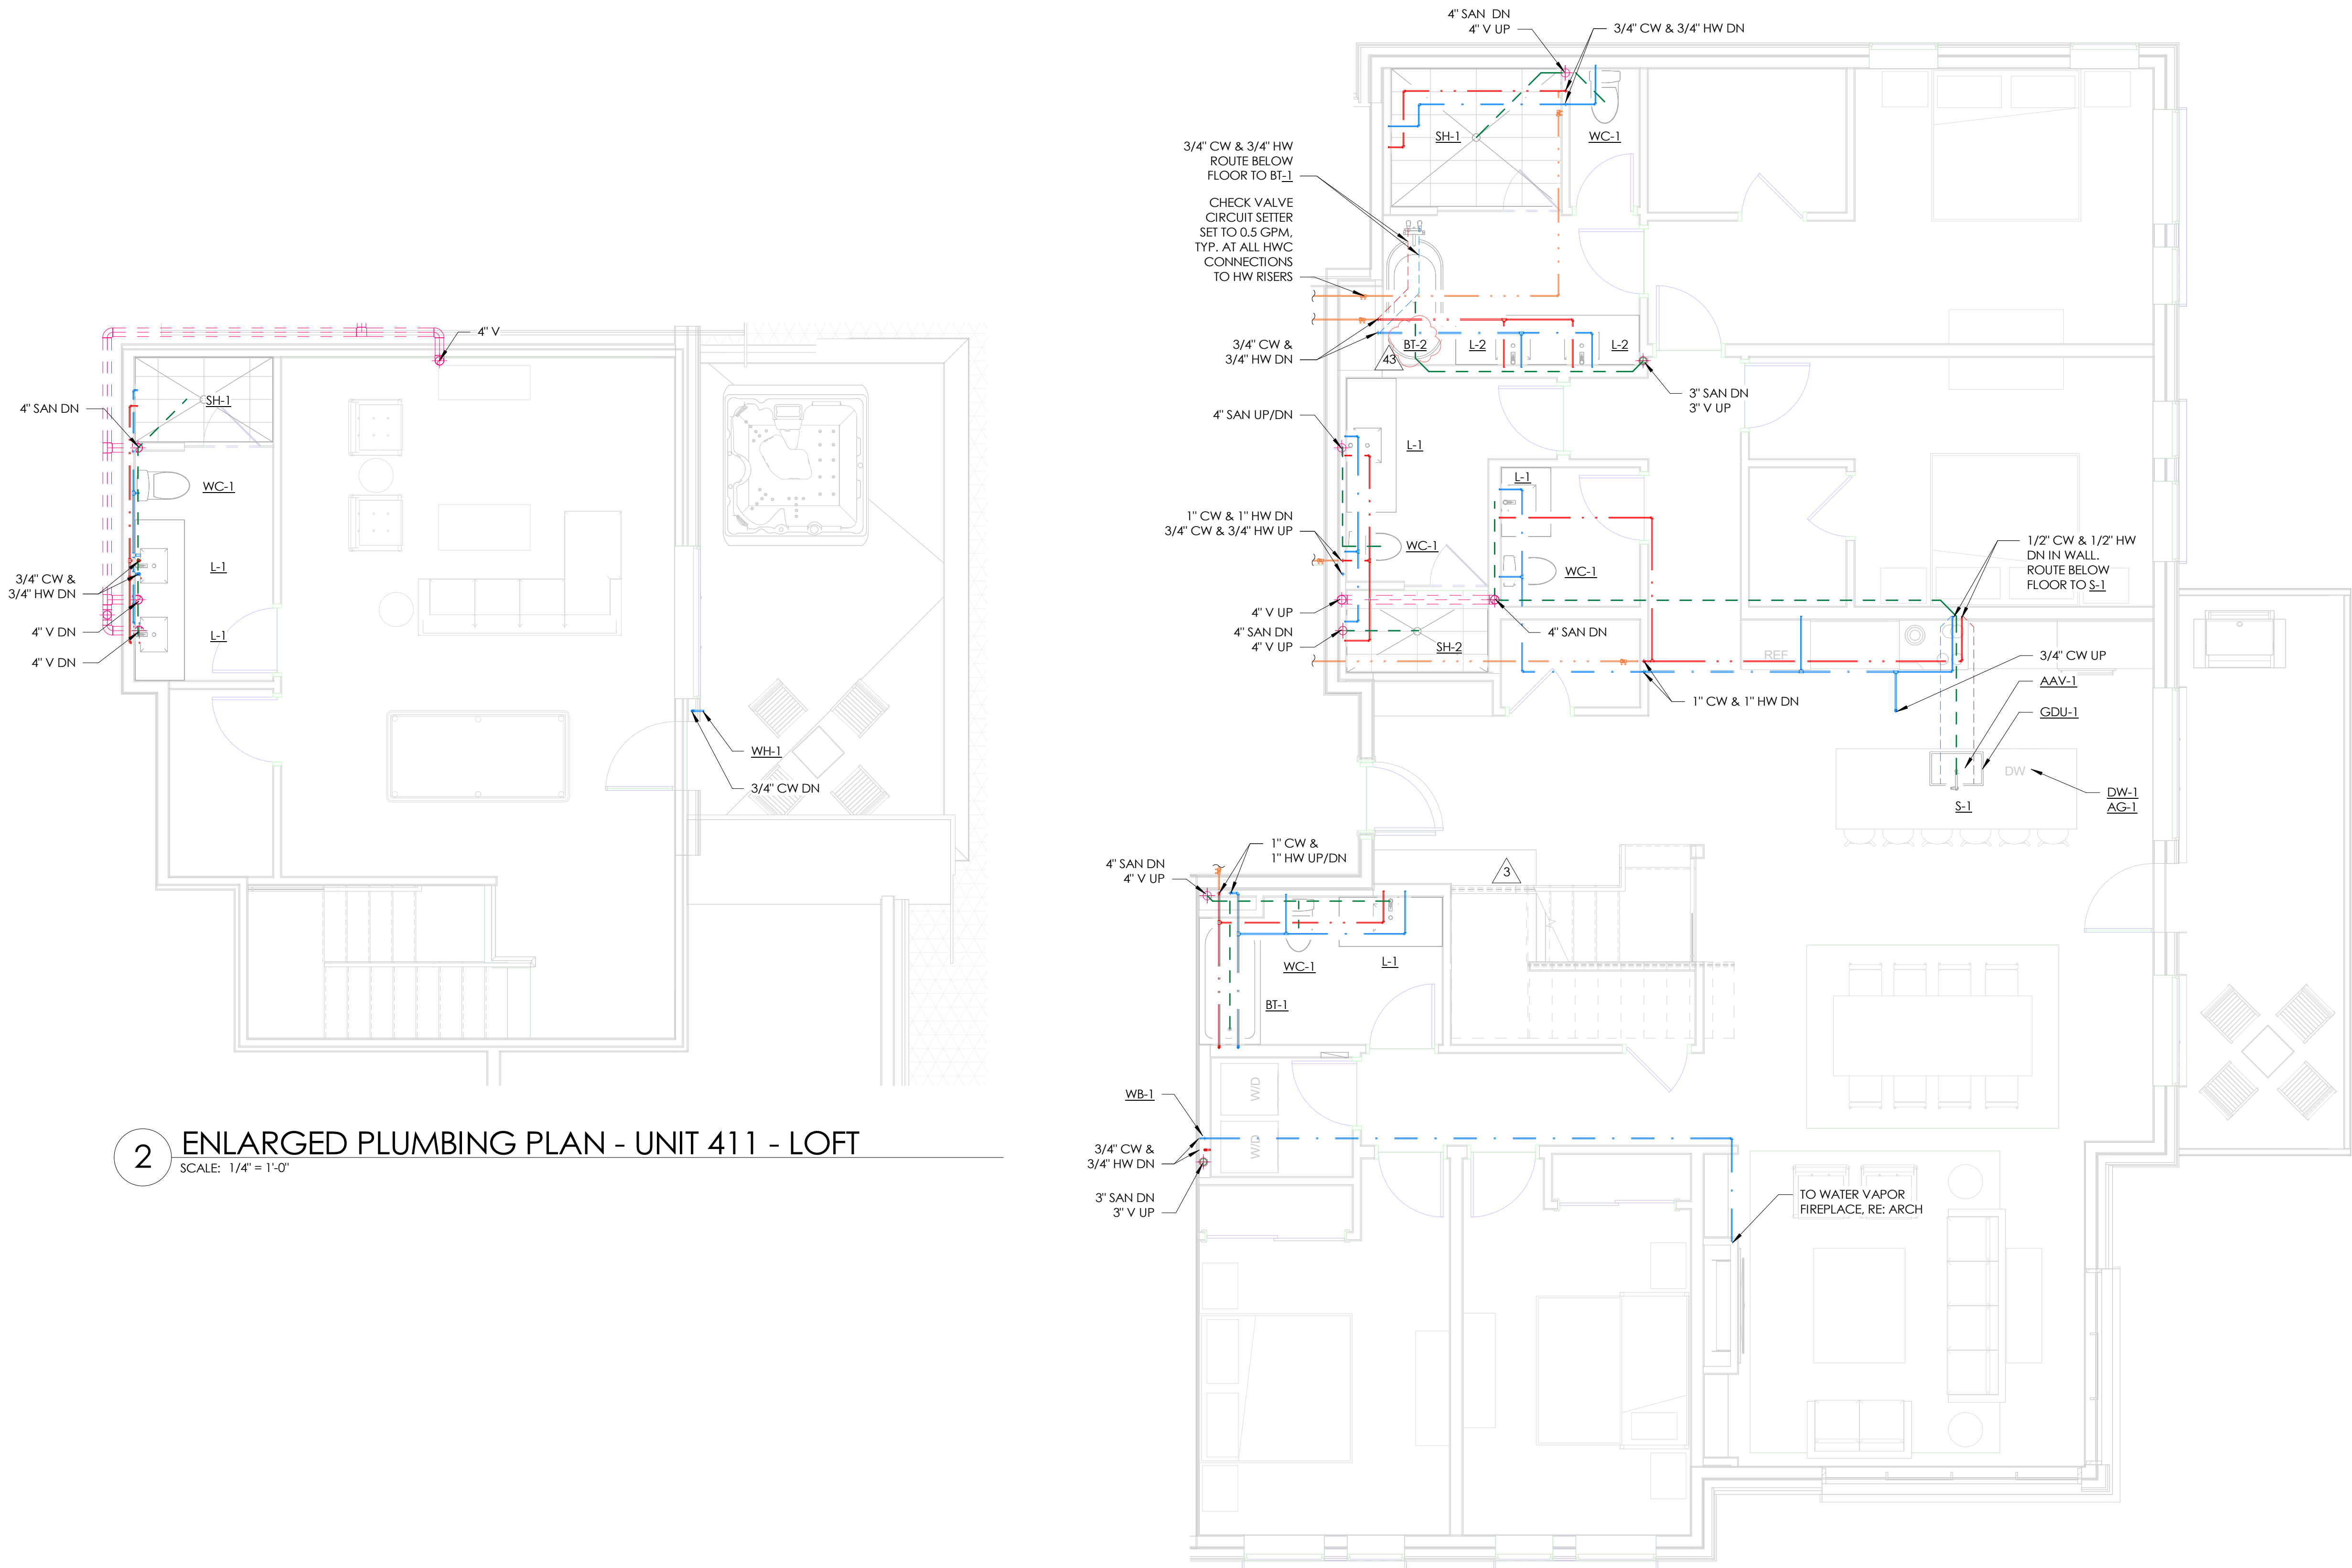 4" V
4" SAN DN
SH-1
WC-1
L-1
3/4" CW &
3/4" HW DN
4" V DN
L-1
4" V DN
WH-1
3/4" CW DN
2
ENLARGED PLUMBING PLAN - UNIT 411 - LOFT
SCALE: 1/4" = 1'-0"
4" SAN DN
4" V UP
3/4" CW & 3/4" HW DN
SH-1
WC-1
3/4" CW & 3/4" HW
ROUTE BELOW
FLOOR TO BT-1
CHECK VALVE
CIRCUIT SETTER
SET TO 0.5 GPM,
TYP. AT ALL HWC
CONNECTIONS
TO HW RISERS
3/4" CW &
3/4" HW DN
43
BT-2
L-2
L-2
3" SAN DN
3" V UP
4" SAN UP/DN
L-1
L-1
1" CW & 1" HW DN
3/4" CW & 3/4" HW UP
WC-1
WC-1
1/2" CW & 1/2" HW
DN IN WALL.
ROUTE BELOW
FLOOR TO S-1
4" V UP
4" SAN DN
4" V UP
4" SAN DN
SH-2
REF
3/4" CW UP
AAV-1
1" CW & 1" HW DN
GDU-1
DW
DW-1
AG-1
S-1
1" CW &
1" HW UP/DN
4" SAN DN
4" V UP
3
WC-1
L-1
BT-1
W/D
W/D
WB-1
3/4" CW &
3/4" HW DN
3" SAN DN
3" V UP
TO WATER VAPOR
FIREPLACE, RE: ARCH